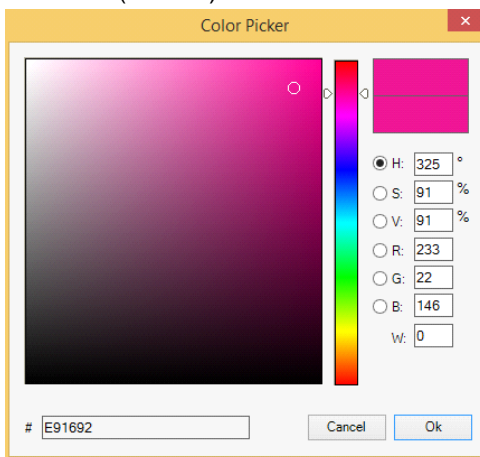 Color Picker
×
H: 325 °
S: 91 %
V: 91 %
R: 233
G: 22
B: 146
W: 0
# E91692
Cancel Ok